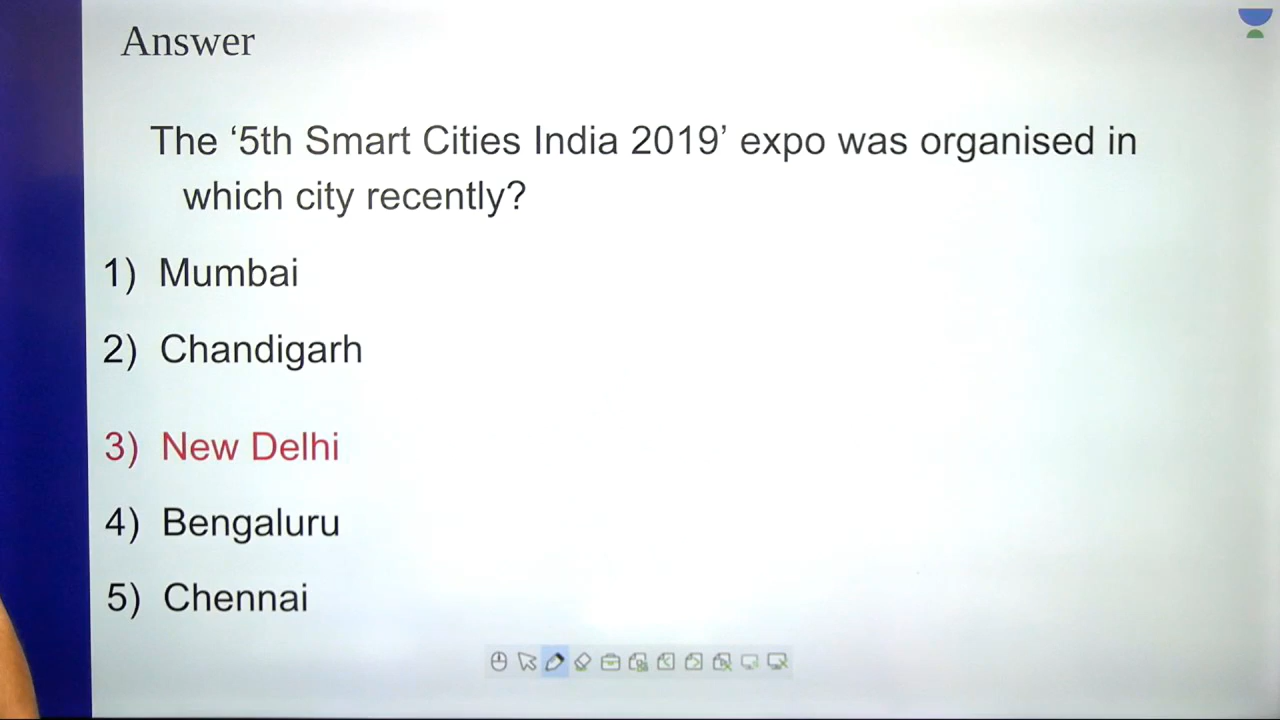 Answer
The ‘5th Smart Cities India 2019’ expo was organised in
which city recently?
1) Mumbai
2) Chandigarh
3) New Delhi
4) Bengaluru
5) Chennai